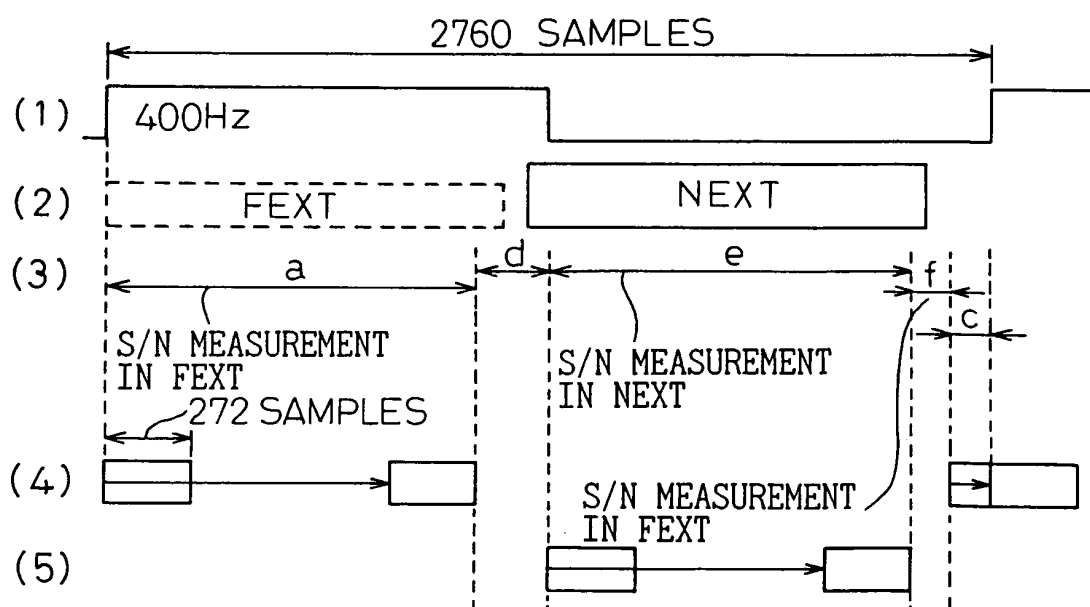 2760 SAMPLES
(1)
400Hz
(2)
FEXT
NEXT
(3)
a
d
e
f
c
S/N MEASUREMENT
IN FEXT
S/N MEASUREMENT
IN NEXT
272 SAMPLES
(4)
S/N MEASUREMENT
IN FEXT
(5)